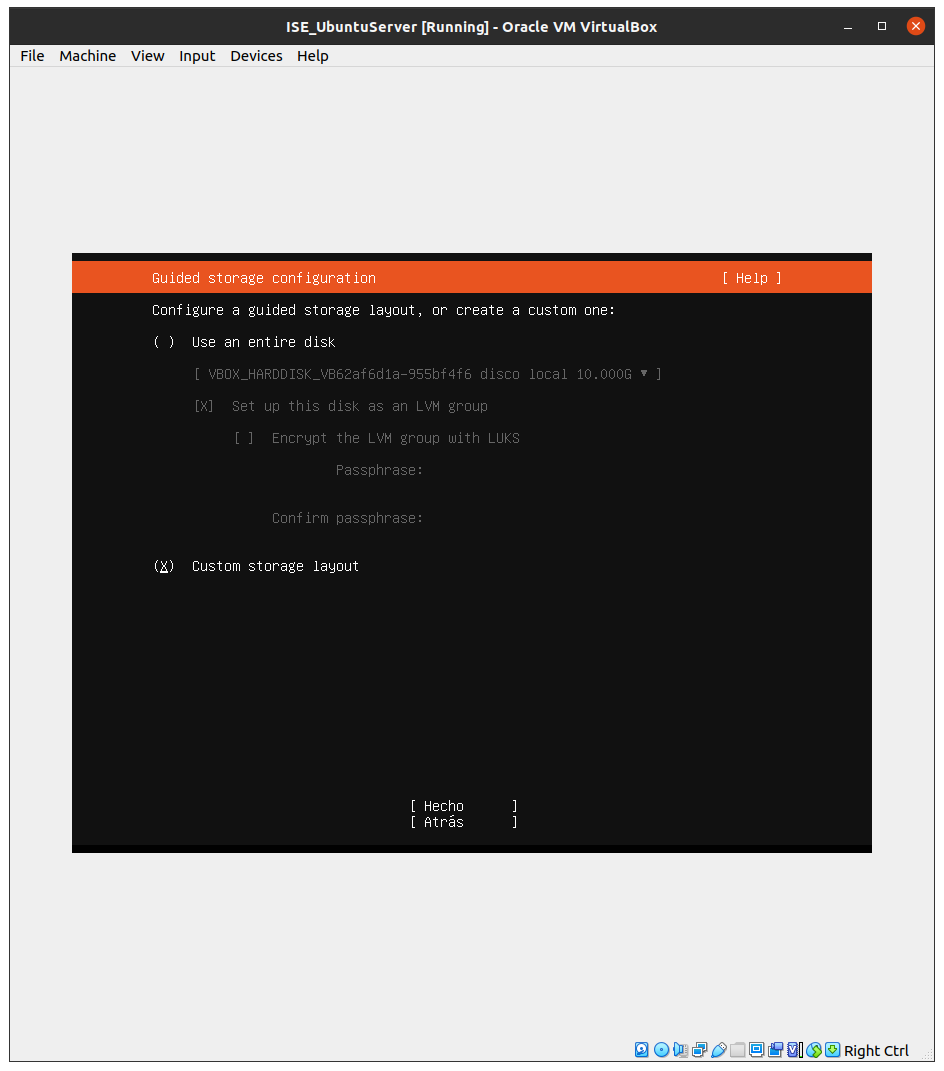 ISE_UbuntuServer [Running] - Oracle VM VirtualBox
File Machine View Input Devices Help
Guided storage configuration [ Help ]
Configure a guided storage layout, or create a custom one:
( ) Use an entire disk
[ VBOX_HARDDISK_VB62af6d1a-955bf4f6 disco local 10.000G ▾ ]
[X] Set up this disk as an LVM group
[ ] Encrypt the LVM group with LUKS
Passphrase:
Confirm passphrase:
(X) Custom storage layout
[ Hecho ]
[ Atrás ]
Right Ctrl